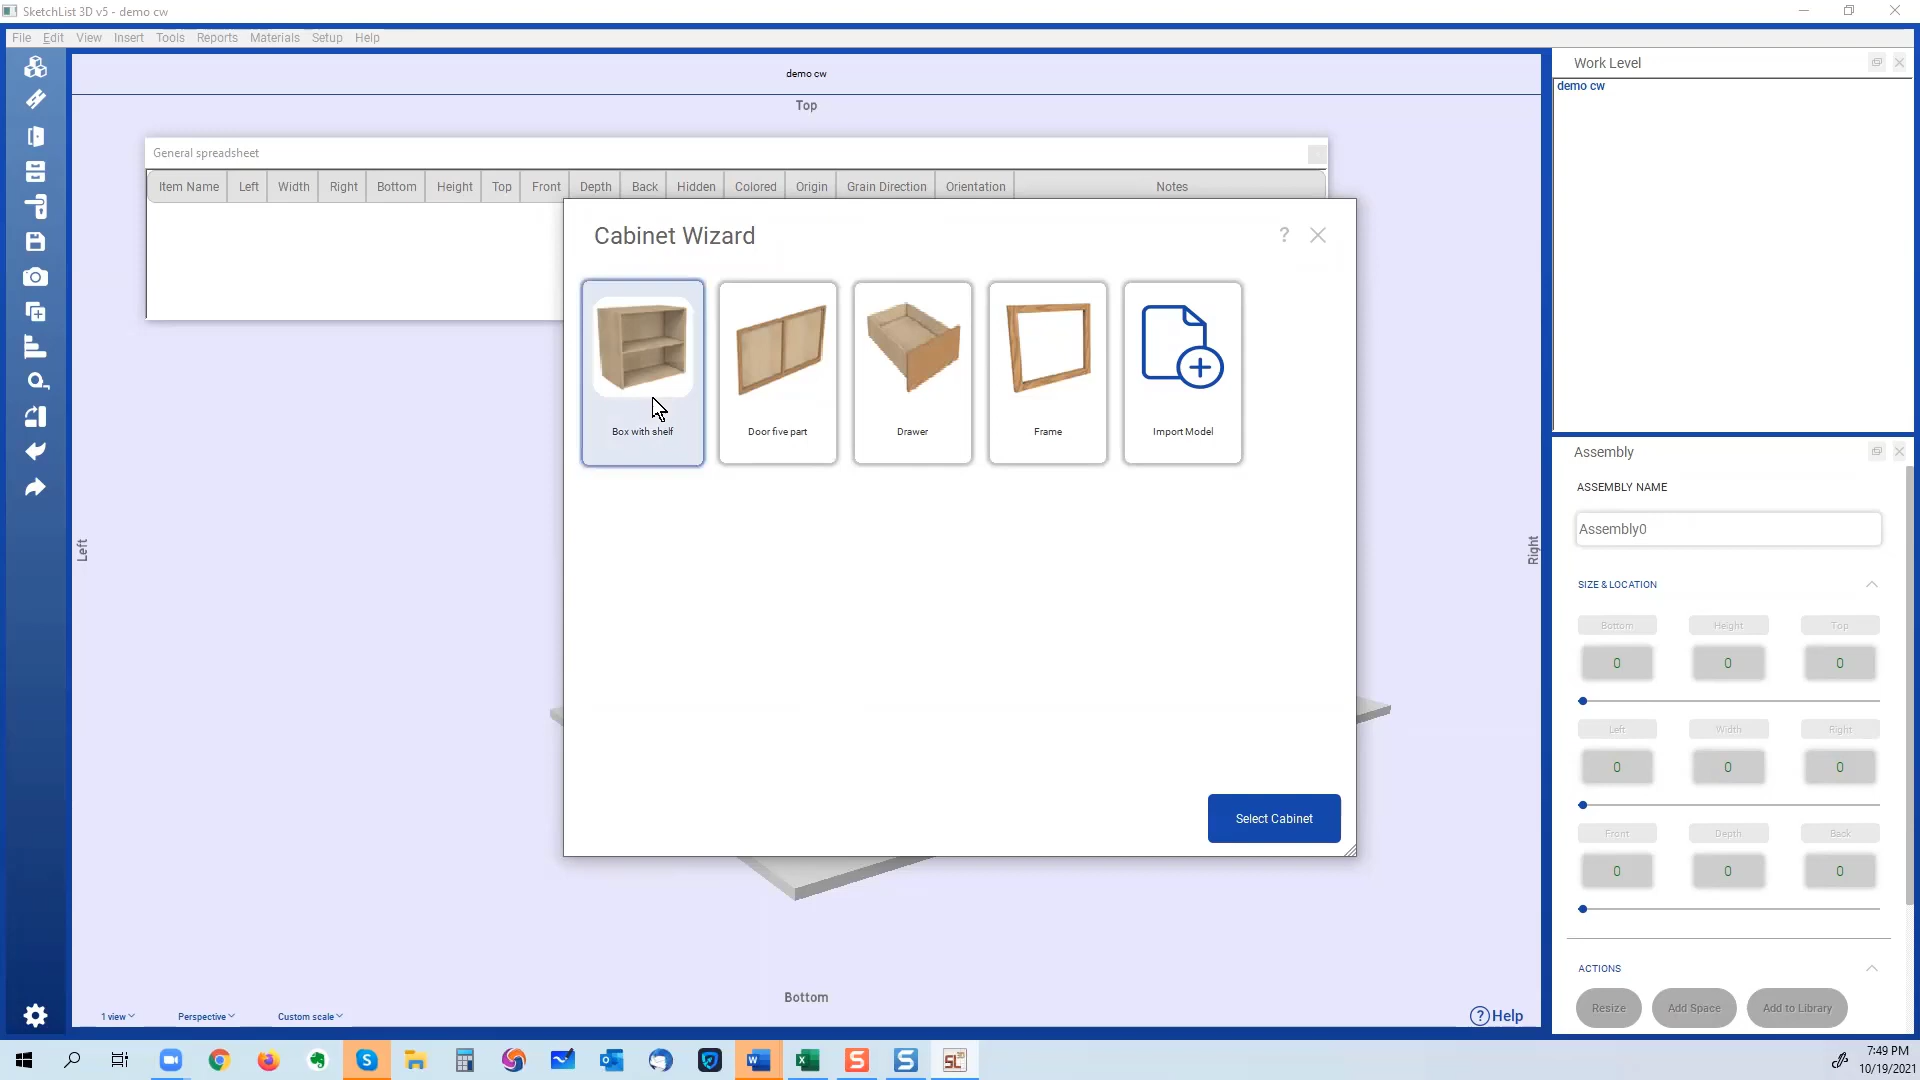 SketchList 3D v5 - demo cw
File Edit View Insert Tools Reports Materials Setup Help
demo cw
Top
General spreadsheet
Item Name Left Width Right Bottom Height Top Front Depth Back Hidden Colored Origin Grain Direction Orientation Notes
Cabinet Wizard
?
Box with shelf
Door five part
Drawer
Frame
Import Model
Select Cabinet
Left
Right
Bottom
1 view
Perspective
Custom scale
? Help
Work Level
demo cw
Assembly
ASSEMBLY NAME
Assembly0
SIZE & LOCATION
Bottom Height Top
0 0 0
Left Width Right
0 0 0
Front Depth Back
0 0 0
ACTIONS
Resize Add Space Add to Library
7:49 PM
10/19/2021